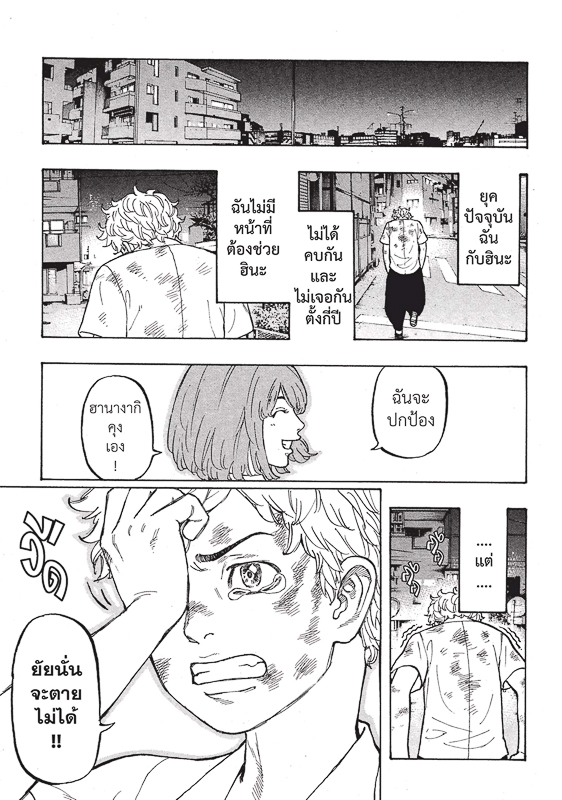 ยุค
ปัจจุบัน
ฉัน
กับฮินะ
ไม่ได้
คบกัน
และ
ไม่เจอกัน
ตั้งกี่ปี
ฉันไม่มี
หน้าที่
ต้องช่วย
ฮินะ
ฉันจะ
ปกป้อง
ฮานางากิ
คุง
เอง
!
....
แต่
....
ยัยนั่น
จะตาย
ไม่ได้
!!